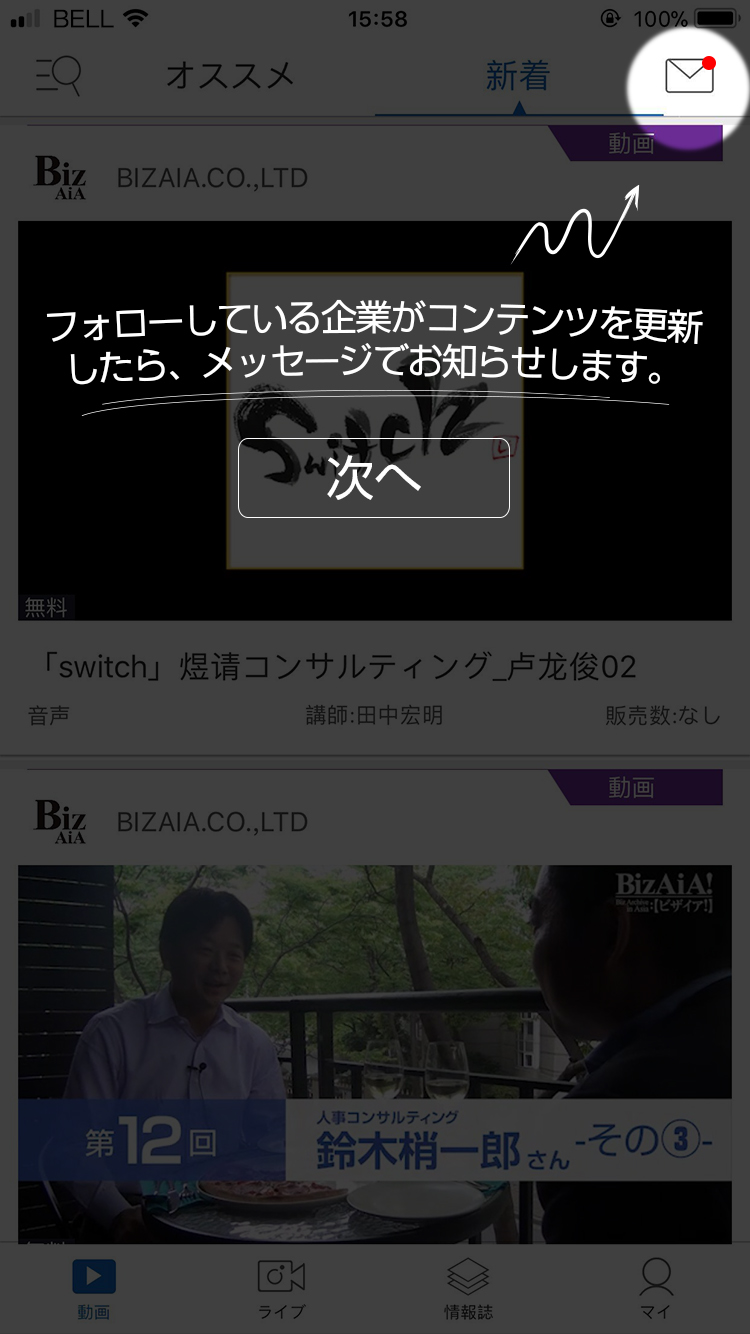 BELL 15:58 100%
オススメ 新着
動画
Biz
AiA
BIZAIA.CO.,LTD
フォローしている企業がコンテンツを更新
したら、メッセージでお知らせします。
Switch
次へ
無料
「switch」煜请コンサルティング_卢龙俊02
音声 講師:田中宏明 販売数:なし
動画
Biz
AiA
BIZAIA.CO.,LTD
BizAiA!
Biz Archive
in Asia:[ビザイア!]
第12回
人事コンサルティング
鈴木梢一郎さん -その③-
動画 ライブ 情報誌 マイ